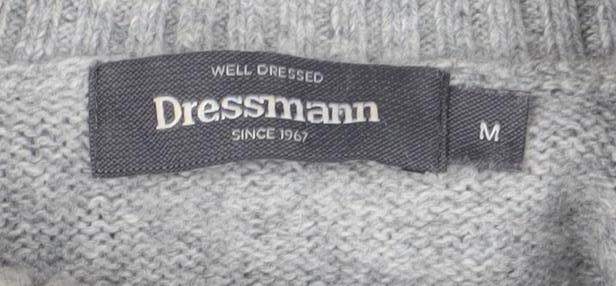 WELL DRESSED
Dressmann
SINCE 1967
M